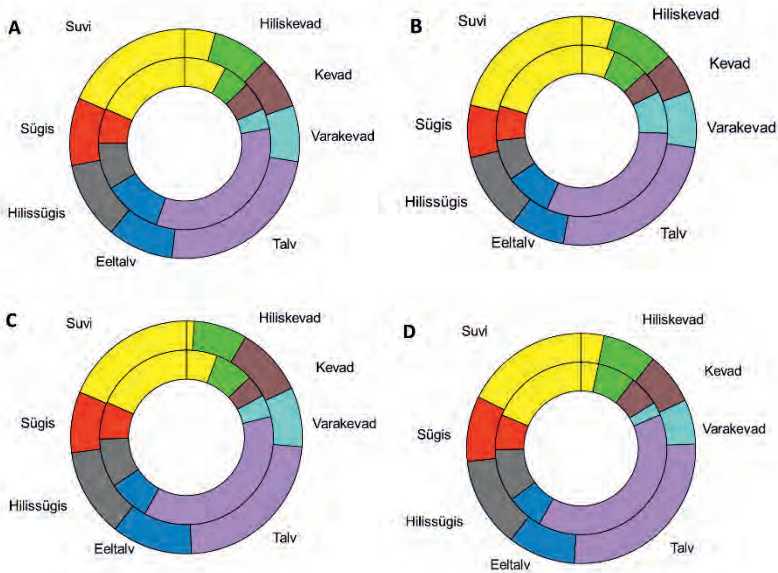 A
Suvi
Hiliskevad
Kevad
Varakevad
Talv
Eeltalv
Hilissügis
Sügis
B
Suvi
Hiliskevad
Kevad
Varakevad
Talv
Eeltalv
Hilissügis
Sügis
C
Suvi
Hiliskevad
Kevad
Varakevad
Talv
Eeltalv
Hilissügis
Sügis
D
Suvi
Hiliskevad
Kevad
Varakevad
Talv
Eeltalv
Hilissügis
Sügis